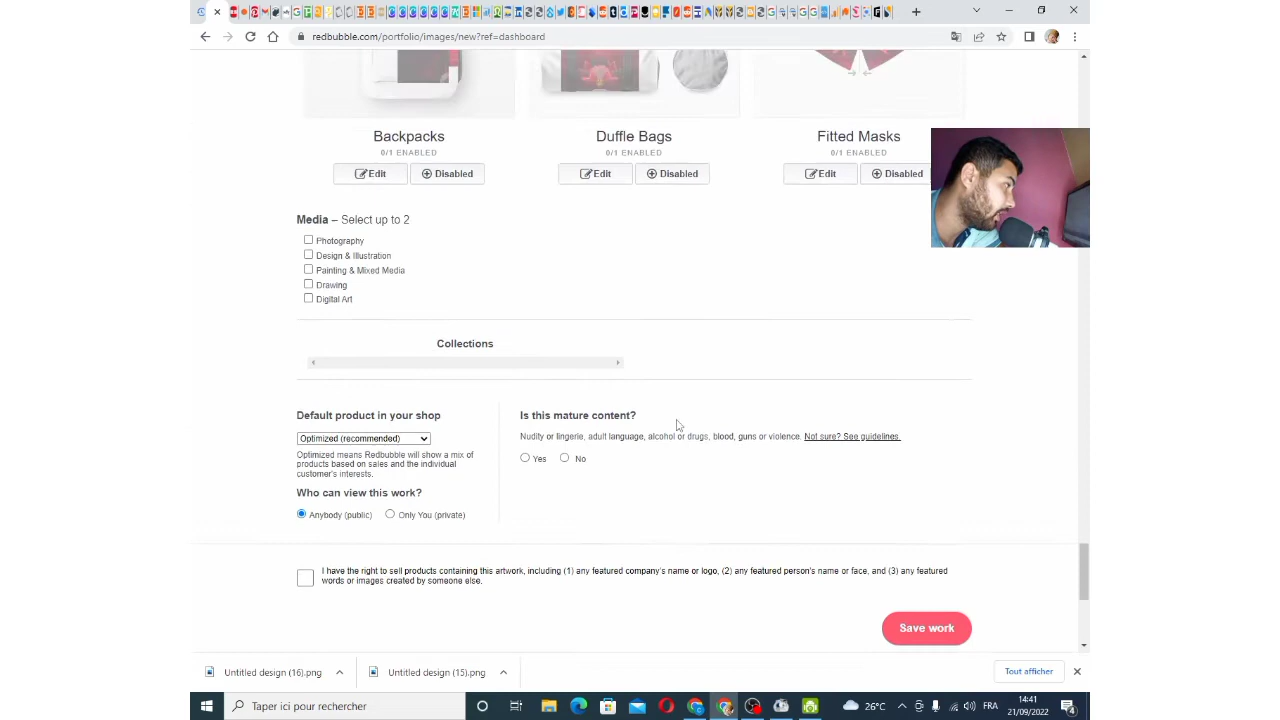 redbubble.com/portfolio/images/new?ref=dashboard
Backpacks
0/1 ENABLED
Edit
Disabled
Duffle Bags
0/1 ENABLED
Edit
Disabled
Fitted Masks
0/1 ENABLED
Edit
Disabled
Media – Select up to 2
Photography
Design & Illustration
Painting & Mixed Media
Drawing
Digital Art
Collections
Default product in your shop
Optimized (recommended)
Optimized means Redbubble will show a mix of
products based on sales and the individual
customer's interests.
Who can view this work?
Anybody (public) Only You (private)
Is this mature content?
Nudity or lingerie, adult language, alcohol or drugs, blood, guns or violence. Not sure? See guidelines.
Yes No
I have the right to sell products containing this artwork, including (1) any featured company's name or logo, (2) any featured person's name or face, and (3) any featured
words or images created by someone else.
Save work
Untitled design (16).png
Untitled design (15).png
Tout afficher
Taper ici pour rechercher
26°C
FRA
14:41
21/09/2022
4